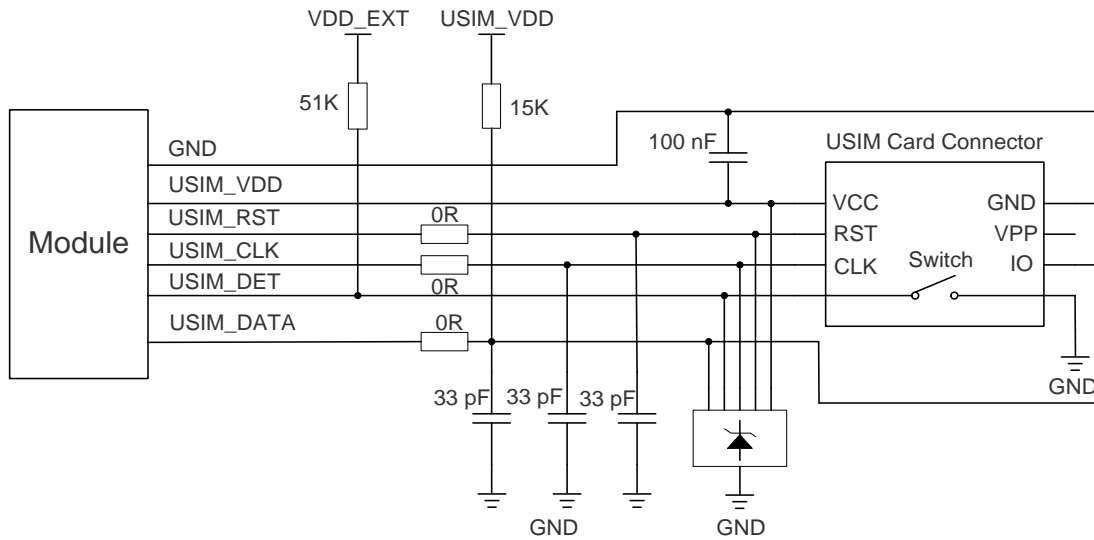 VDD_EXT
USIM_VDD
51K
15K
GND
100 nF
USIM Card Connector
USIM_VDD
VCC
GND
USIM_RST
0R
RST
VPP
Module
USIM_CLK
CLK
Switch
IO
USIM_DET
0R
USIM_DATA
0R
GND
33 pF
33 pF
33 pF
GND
GND